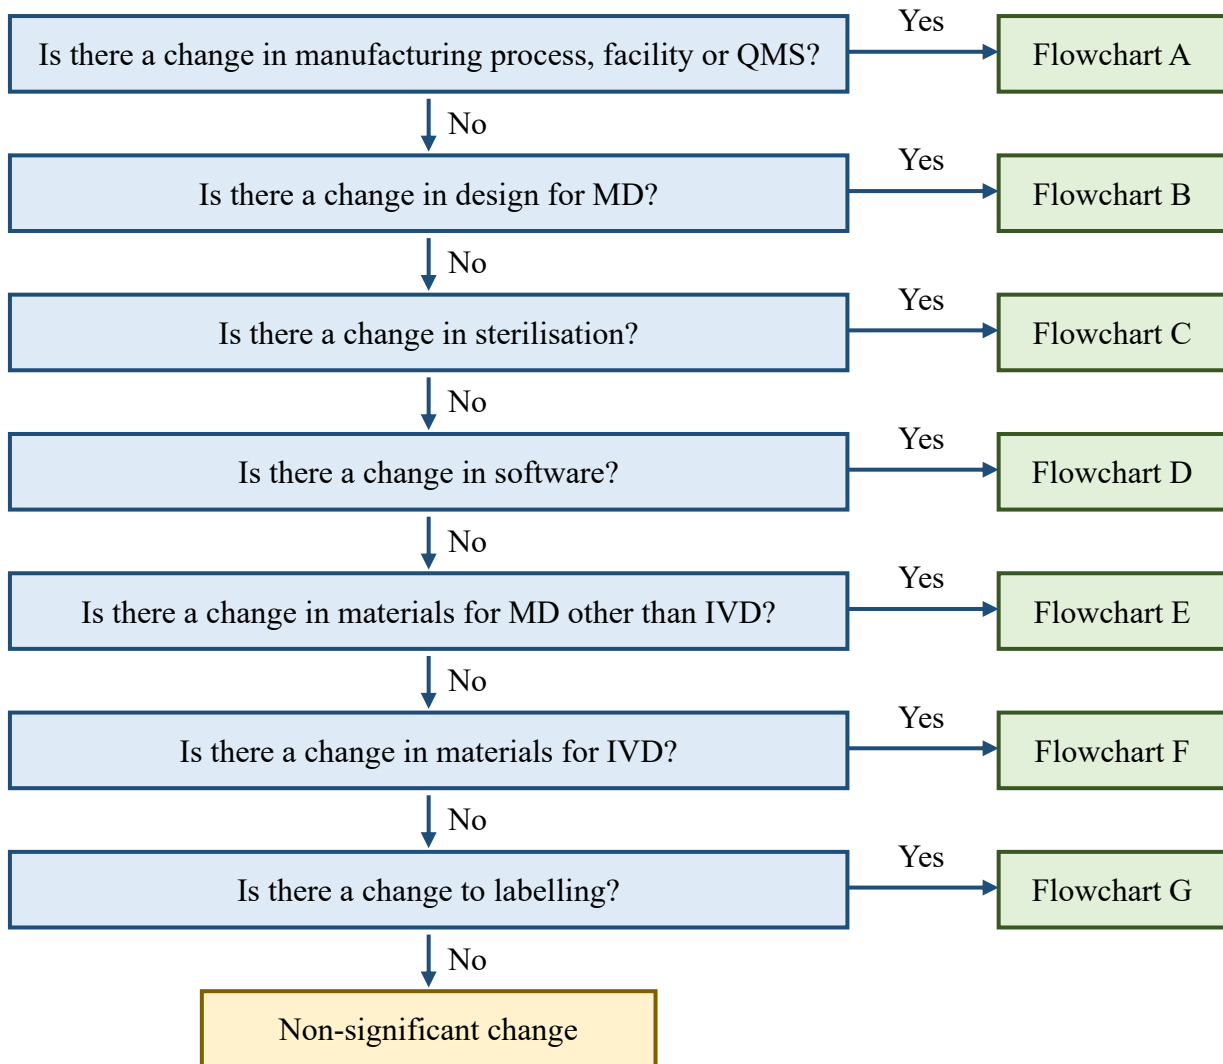 Is there a change in manufacturing process, facility or QMS?
Yes
Flowchart A
No
Is there a change in design for MD?
Yes
Flowchart B
No
Is there a change in sterilisation?
Yes
Flowchart C
No
Is there a change in software?
Yes
Flowchart D
No
Is there a change in materials for MD other than IVD?
Yes
Flowchart E
No
Is there a change in materials for IVD?
Yes
Flowchart F
No
Is there a change to labelling?
Yes
Flowchart G
No
Non-significant change